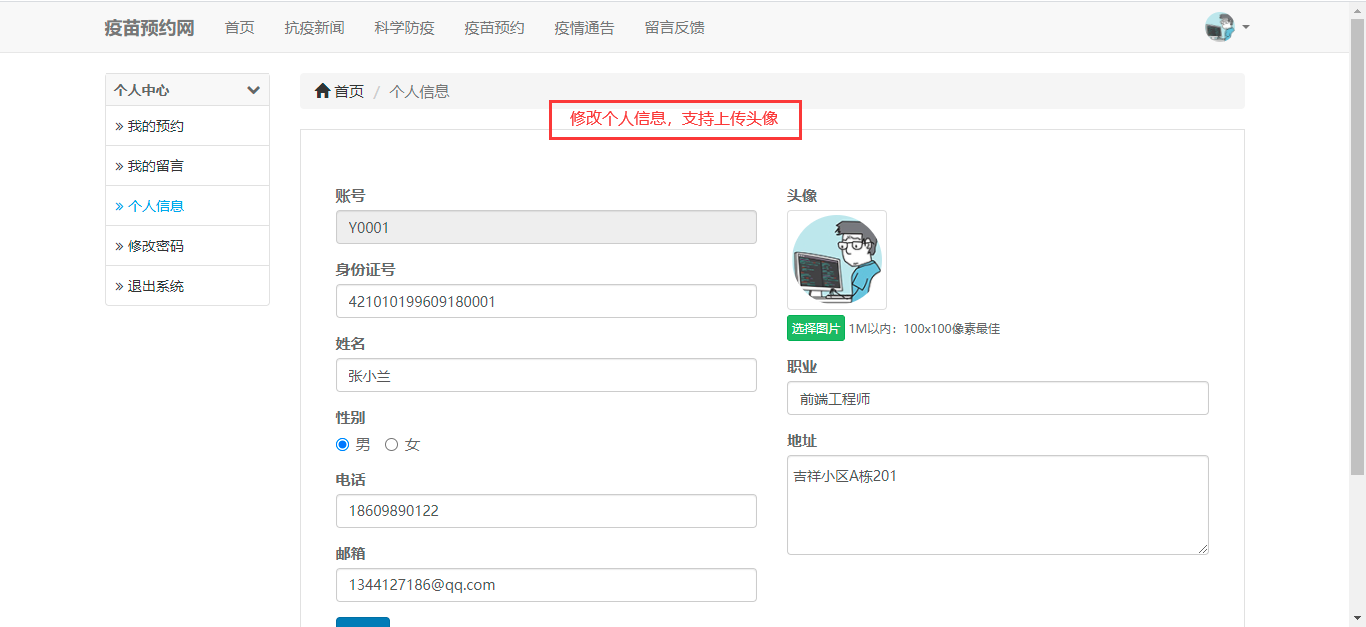 疫苗预约网 首页 抗疫新闻 科学防疫 疫苗预约 疫情通告 留言反馈
个人中心
» 我的预约
» 我的留言
» 个人信息
» 修改密码
» 退出系统
首页 / 个人信息
修改个人信息，支持上传头像
账号
Y0001
身份证号
421010199609180001
姓名
张小兰
性别
男 女
电话
18609890122
邮箱
1344127186@qq.com
头像
选择图片 1M以内：100x100像素最佳
职业
前端工程师
地址
吉祥小区A栋201